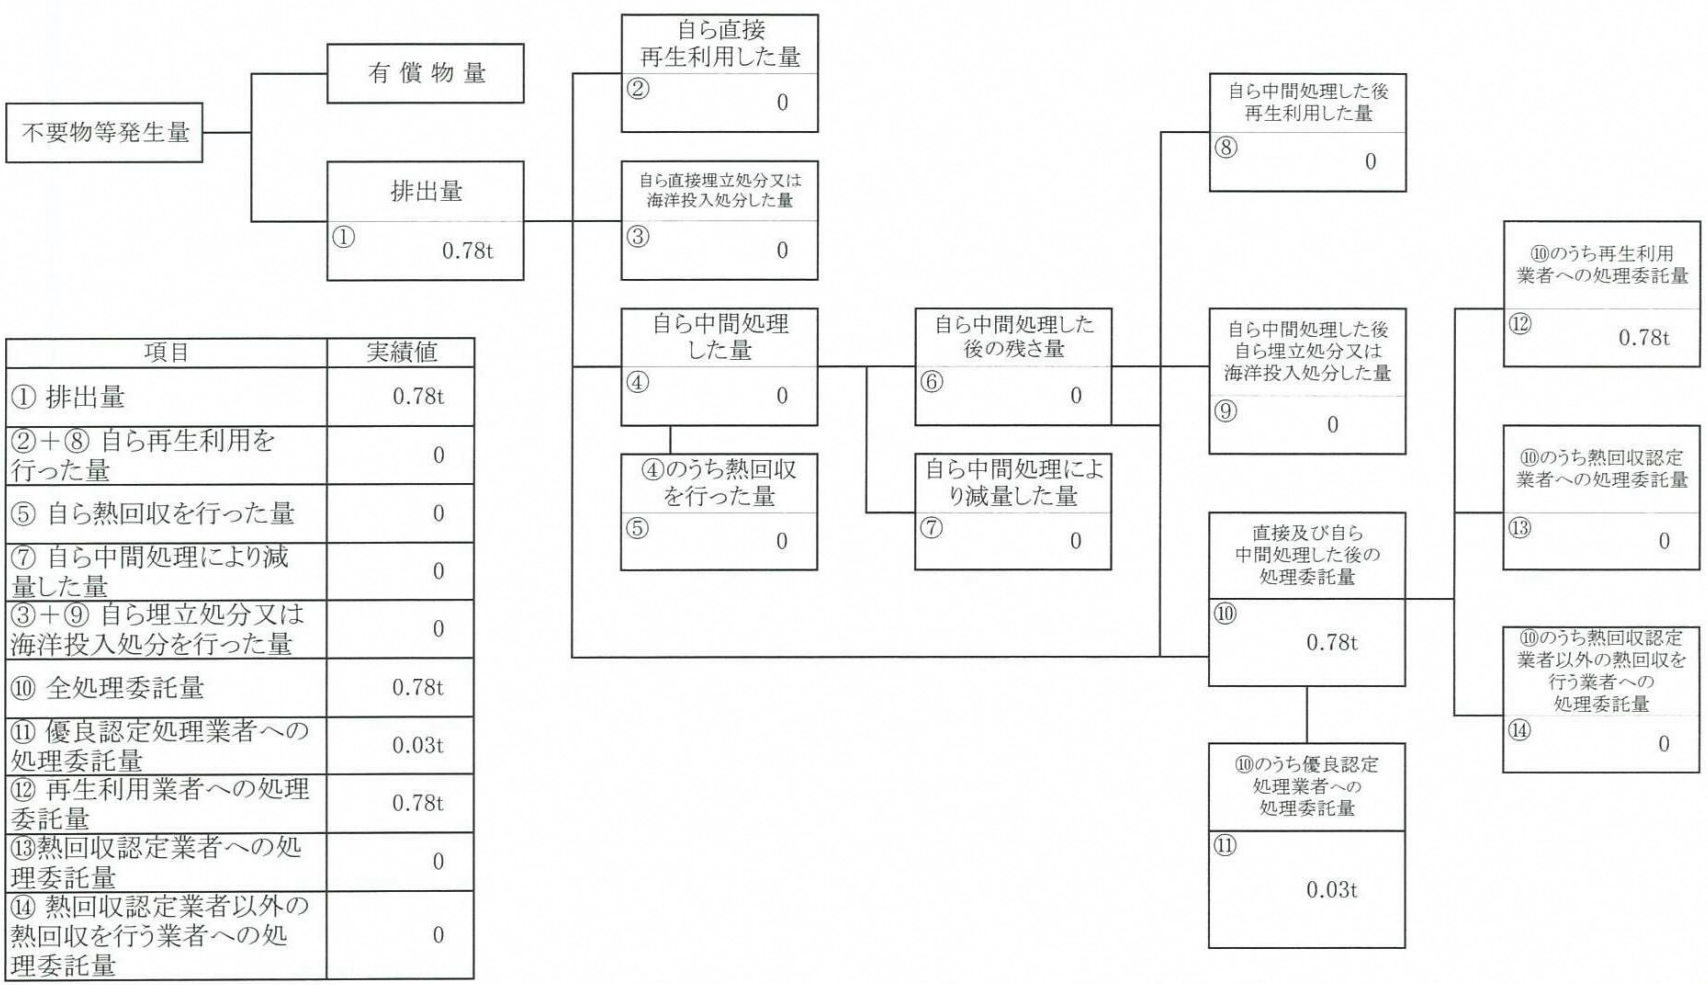 不要物等発生量
有償物量
排出量
① 0.78t
自ら直接
再生利用した量
② 0
自ら直接埋立処分又は
海洋投入処分した量
③ 0
自ら中間処理
した量
④ 0
④のうち熱回収
を行った量
⑤ 0
自ら中間処理した
後の残さ量
⑥ 0
自ら中間処理によ
り減量した量
⑦ 0
自ら中間処理した後
再生利用した量
⑧ 0
自ら中間処理した後
自ら埋立処分又は
海洋投入処分した量
⑨ 0
直接及び自ら
中間処理した後の
処理委託量
⑩ 0.78t
⑩のうち優良認定
処理業者への
処理委託量
⑪ 0.03t
⑩のうち再生利用
業者への処理委託量
⑫ 0.78t
⑩のうち熱回収認定
業者への処理委託量
⑬ 0
⑩のうち熱回収認定
業者以外の熱回収を
行う業者への
処理委託量
⑭ 0
項目 実績値
① 排出量 0.78t
②+⑧ 自ら再生利用を
行った量 0
⑤ 自ら熱回収を行った量 0
⑦ 自ら中間処理により減
量した量 0
③+⑨ 自ら埋立処分又は
海洋投入処分を行った量 0
⑩ 全処理委託量 0.78t
⑪ 優良認定処理業者への
処理委託量 0.03t
⑫ 再生利用業者への処理
委託量 0.78t
⑬熱回収認定業者への処
理委託量 0
⑭ 熱回収認定業者以外の
熱回収を行う業者への処
理委託量 0